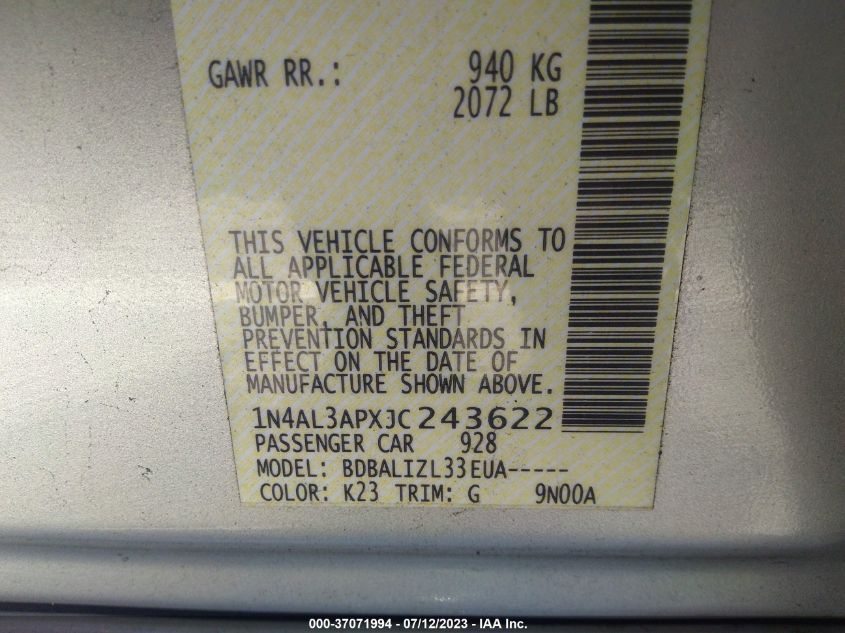 GAWR RR.: 940 KG
2072 LB
THIS VEHICLE CONFORMS TO
ALL APPLICABLE FEDERAL
MOTOR VEHICLE SAFETY,
BUMPER, AND THEFT
PREVENTION STANDARDS IN
EFFECT ON THE DATE OF
MANUFACTURE SHOWN ABOVE.
1N4AL3APXJC243622
PASSENGER CAR 928
MODEL: BDBALIZL33EUA-----
COLOR: K23 TRIM: G 9N00A
000-37071994 - 07/12/2023 - IAA Inc.